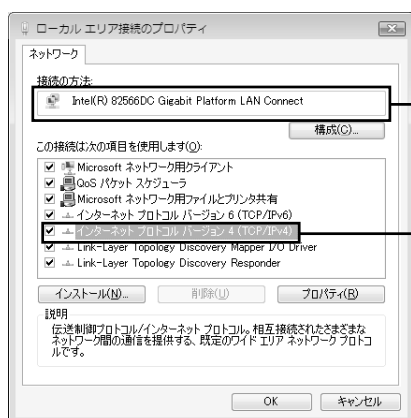 ローカル エリア接続のプロパティ
ネットワーク
接続の方法:
Intel(R) 82566DC Gigabit Platform LAN Connect
構成(C)...
この接続は次の項目を使用します(O):
Microsoft ネットワーク用クライアント
QoS パケット スケジューラ
Microsoft ネットワーク用ファイルとプリンタ共有
インターネット プロトコル バージョン 6 (TCP/IPv6)
インターネット プロトコル バージョン 4 (TCP/IPv4)
Link-Layer Topology Discovery Mapper I/O Driver
Link-Layer Topology Discovery Responder
インストール(N)... 削除(U) プロパティ(R)
説明
伝送制御プロトコル/インターネット プロトコル。相互接続されたさまざまな
ネットワーク間の通信を提供する、既定のワイド エリア ネットワーク プロトコ
ルです。
OK キャンセル